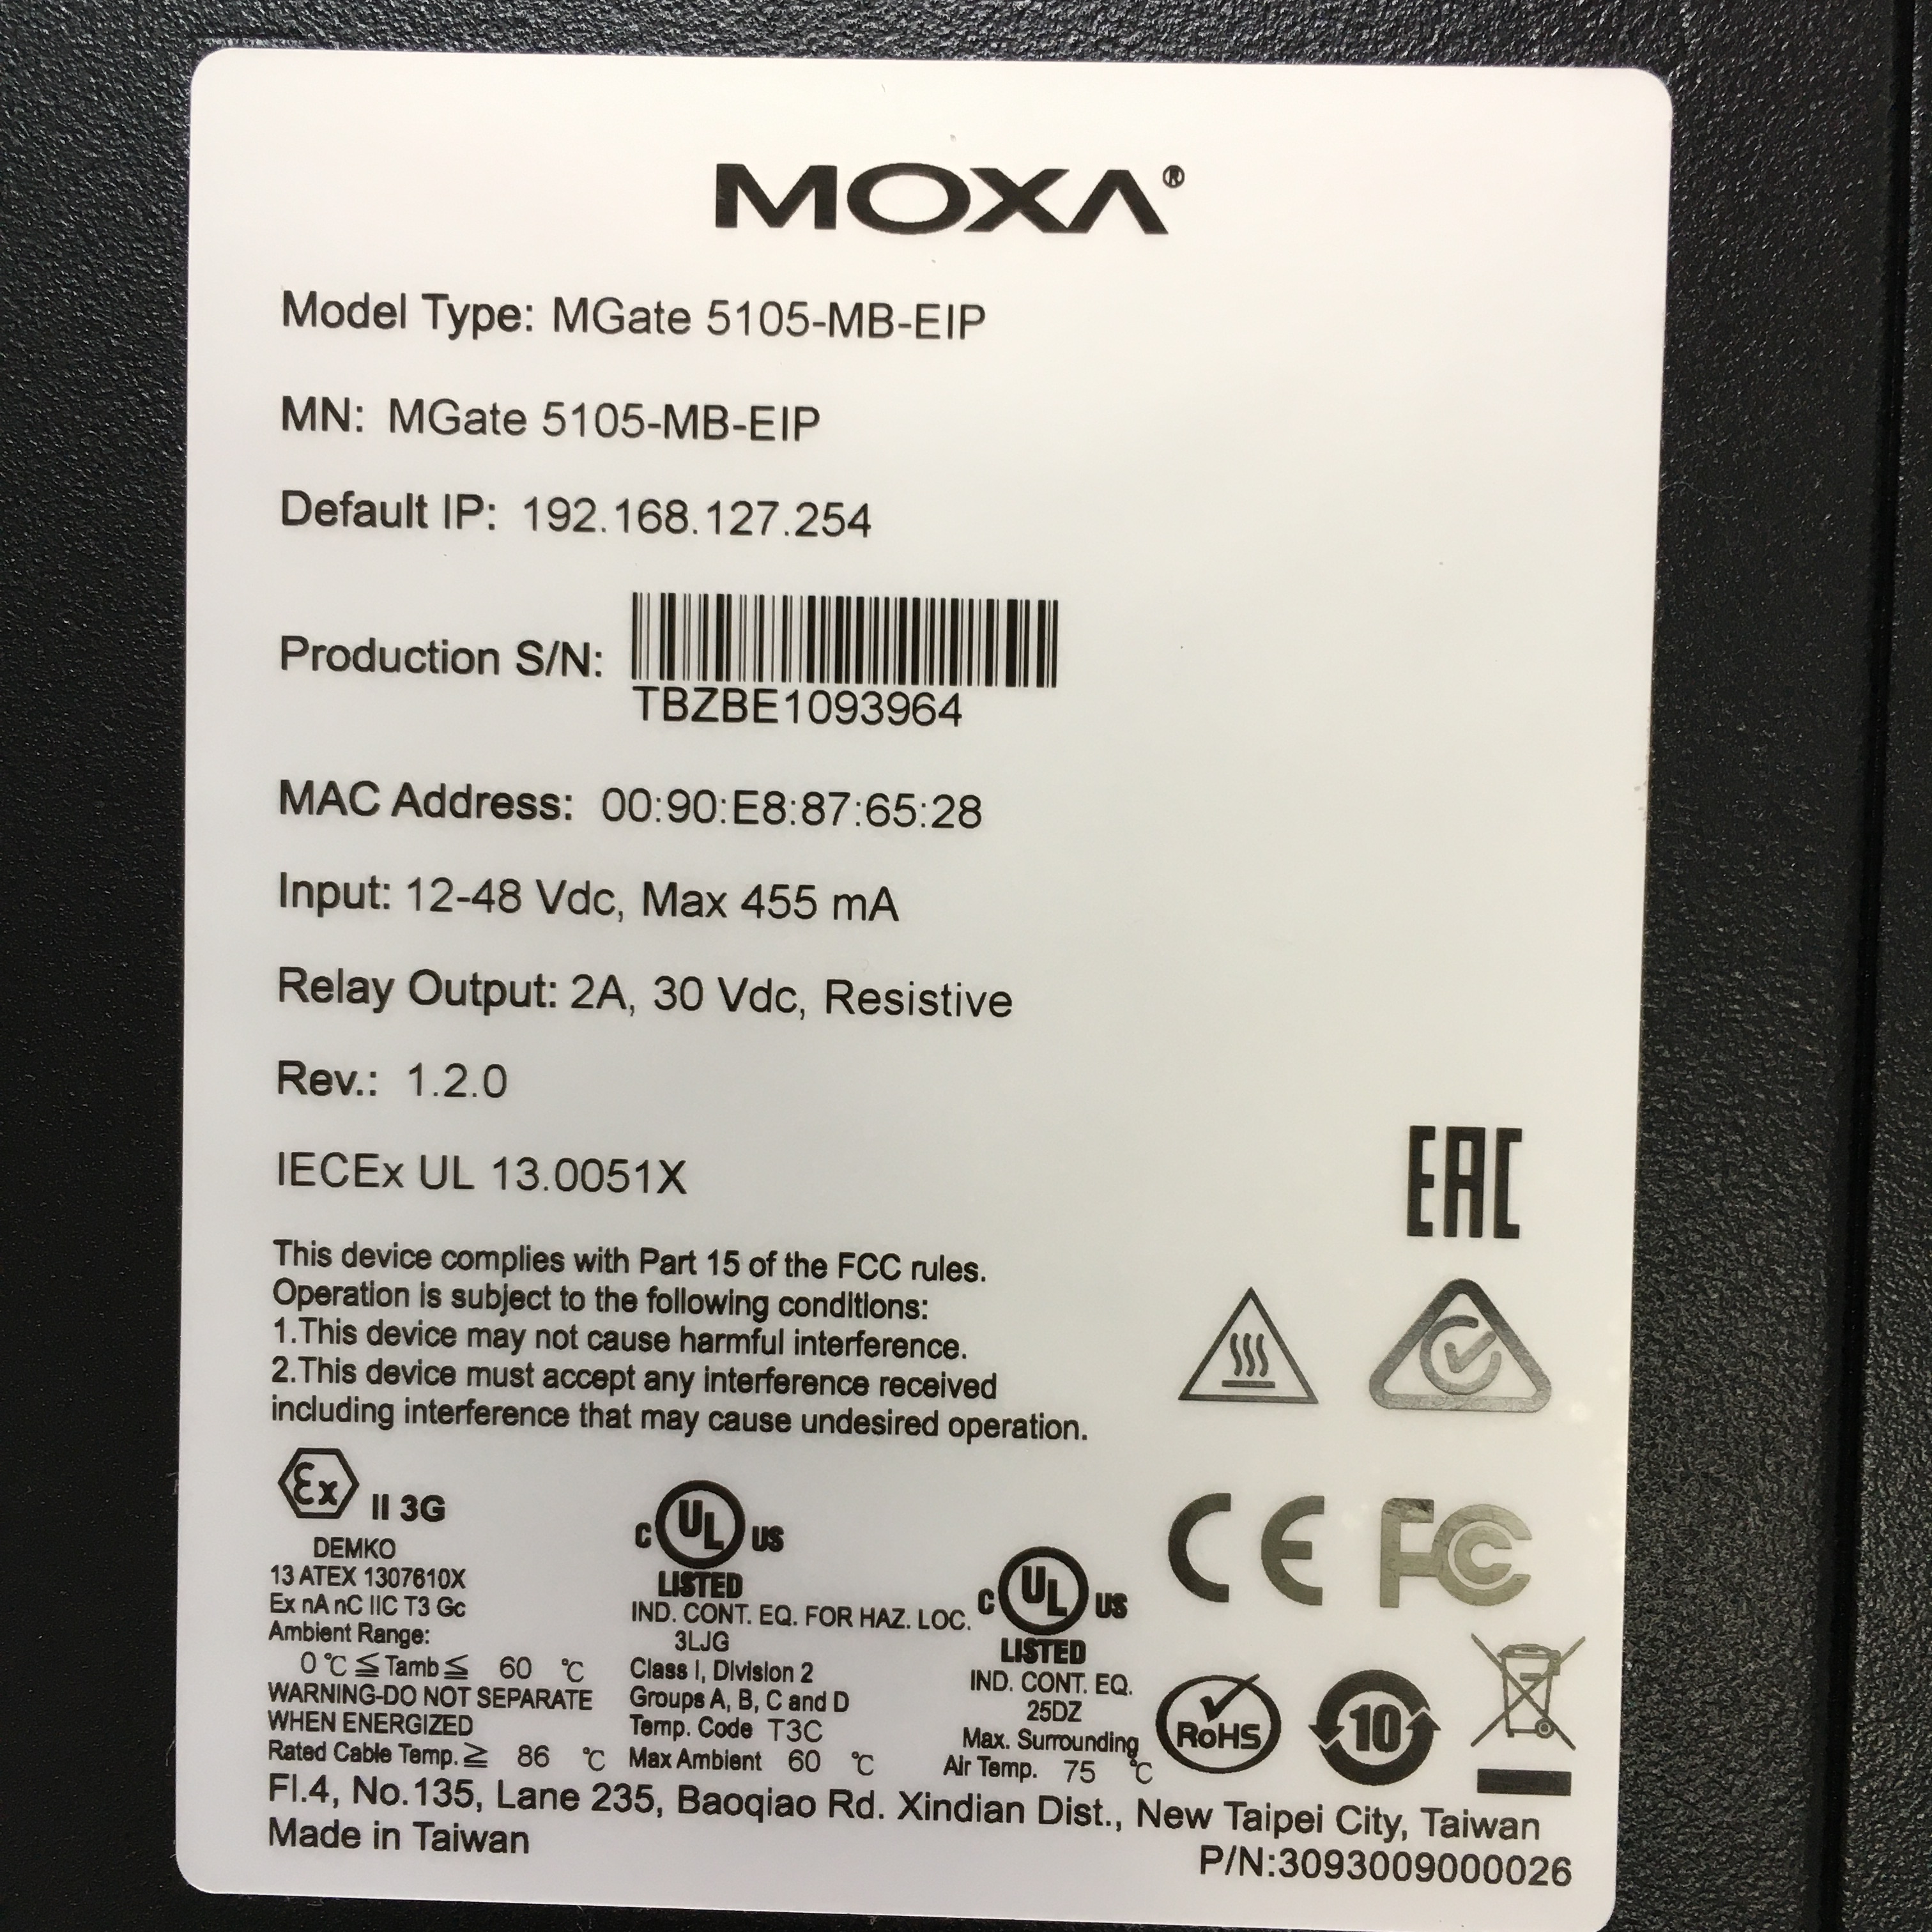 MOXA®
Model Type: MGate 5105-MB-EIP
MN: MGate 5105-MB-EIP
Default IP: 192.168.127.254
Production S/N:
TBZBE1093964
MAC Address: 00:90:E8:87:65:28
Input: 12-48 Vdc, Max 455 mA
Relay Output: 2A, 30 Vdc, Resistive
Rev.: 1.2.0
IECEx UL 13.0051X
EAC
This device complies with Part 15 of the FCC rules.
Operation is subject to the following conditions:
1.This device may not cause harmful interference.
2.This device must accept any interference received
including interference that may cause undesired operation.
Ex II 3G
DEMKO
13 ATEX 1307610X
Ex nA nC IIC T3 Gc
Ambient Range:
0 ℃ ≦ Tamb ≦ 60 ℃
WARNING-DO NOT SEPARATE
WHEN ENERGIZED
Rated Cable Temp. ≧ 86 ℃
C UL US
LISTED
IND. CONT. EQ. FOR HAZ. LOC.
3LJG
Class I, Division 2
Groups A, B, C and D
Temp. Code T3C
Max Ambient 60 ℃
C UL US
LISTED
IND. CONT. EQ.
25DZ
Max. Surrounding
Air Temp. 75 ℃
CE FC
RoHS
10
Fl.4, No.135, Lane 235, Baoqiao Rd. Xindian Dist., New Taipei City, Taiwan
Made in Taiwan
P/N:3093009000026